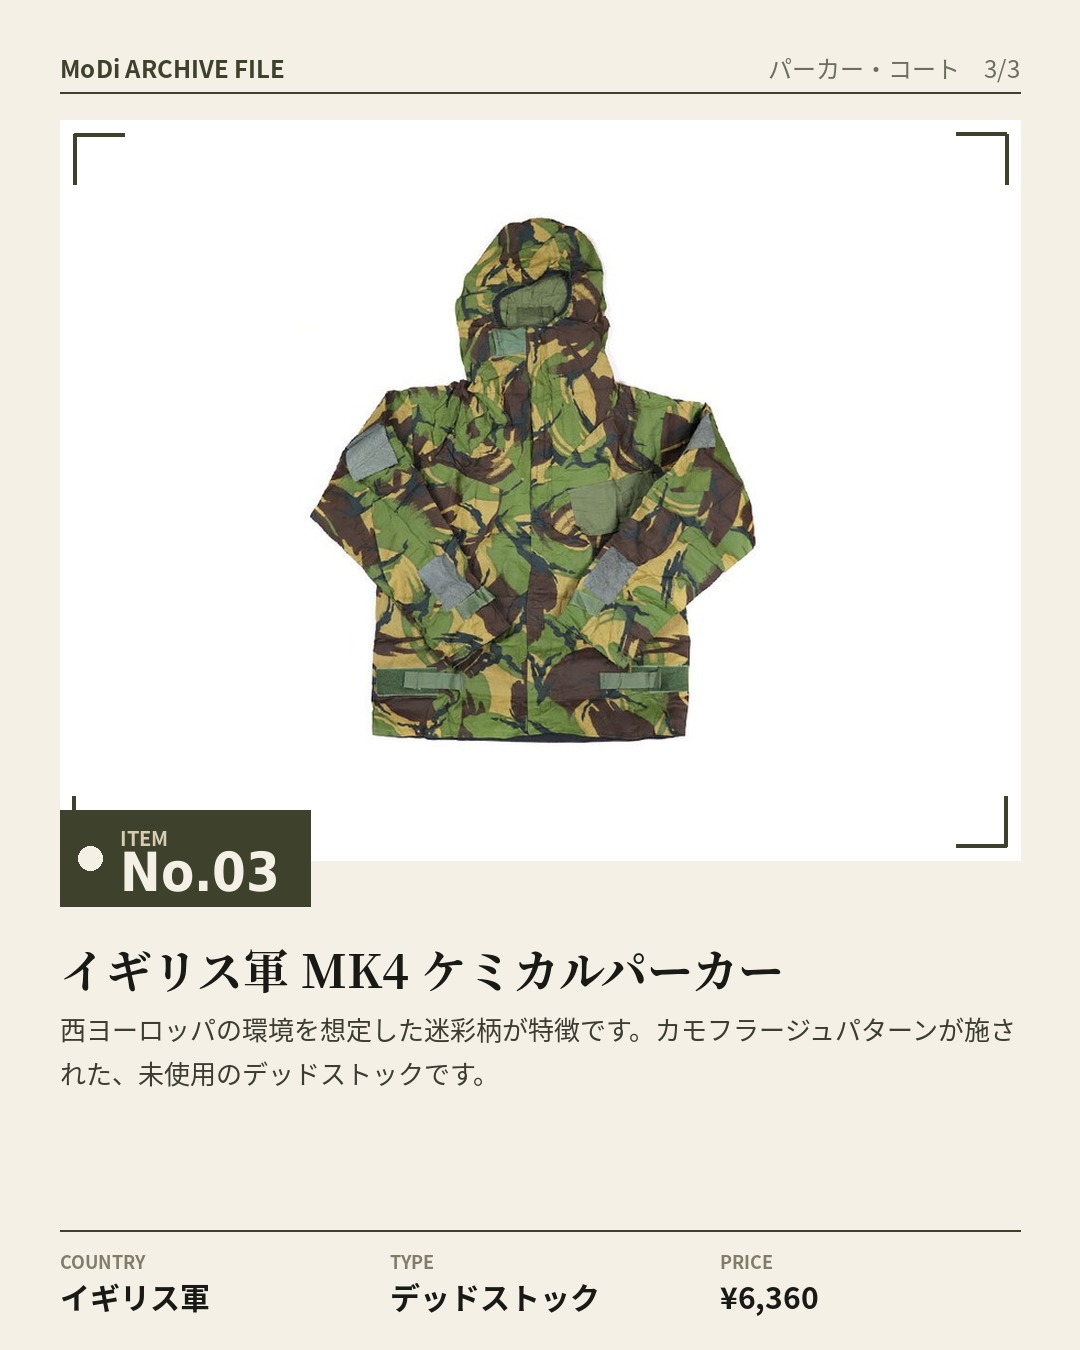 MoDi ARCHIVE FILE
パーカー・コート 3/3
ITEM
No.03
イギリス軍 MK4 ケミカルパーカー
西ヨーロッパの環境を想定した迷彩柄が特徴です。カモフラージュパターンが施さ
れた、未使用のデッドストックです。
COUNTRY
イギリス軍
TYPE
デッドストック
PRICE
¥6,360